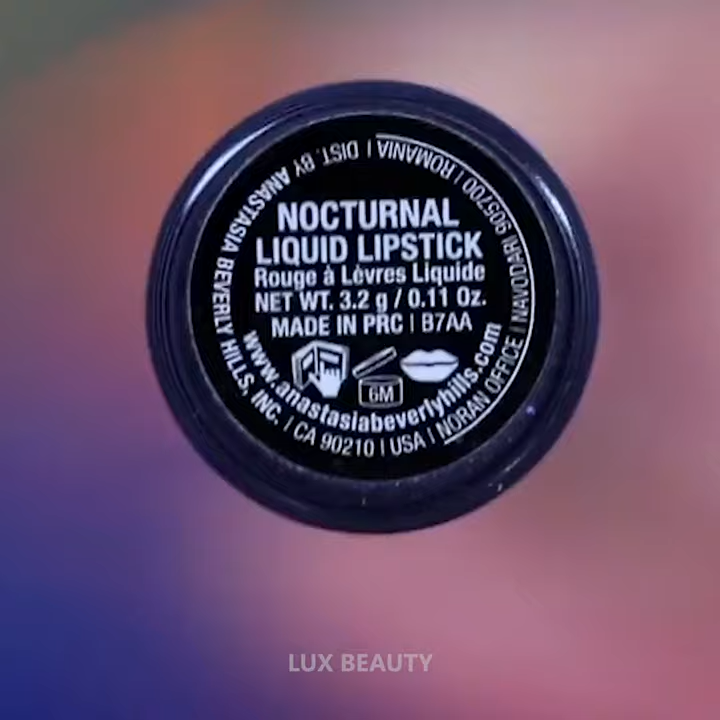 NOCTURNAL
LIQUID LIPSTICK
Rouge à Lèvres Liquide
NET WT. 3.2 g / 0.11 Oz.
MADE IN PRC | B7AA
6M
www.anastasiabeverlyhills.com
DIST. BY ANASTASIA BEVERLY HILLS, INC. | CA 90210 | USA | NORAN OFFICE | NAVODARI 905700 | ROMANIA |
LUX BEAUTY